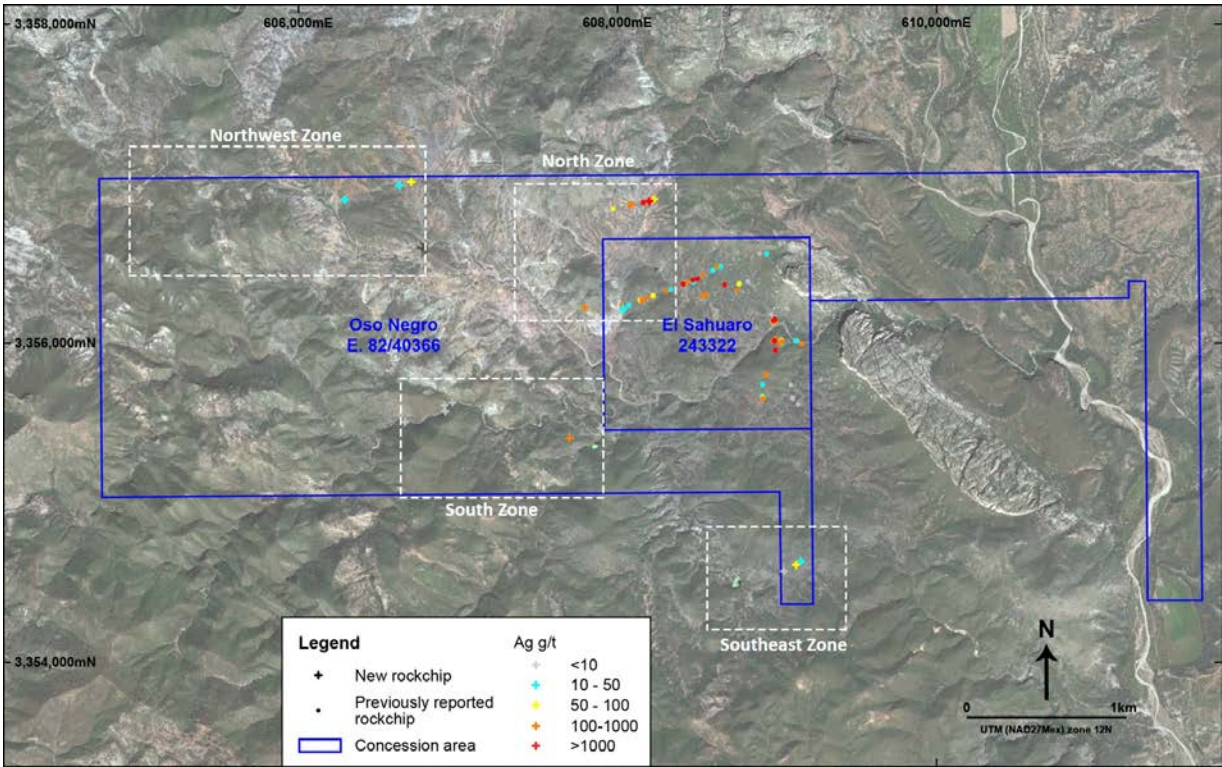 3,358,000mN
606,000mE
608,000mE
610,000mE
Northwest Zone
North Zone
Oso Negro
E. 82/40366
El Sahuaro
243322
3,356,000mN
South Zone
Southeast Zone
3,354,000mN
Legend
New rockchip
Previously reported
rockchip
Concession area
Ag g/t
<10
10 - 50
50 - 100
100-1000
>1000
N
0 1km
UTM (NAD27Mex) zone 12N